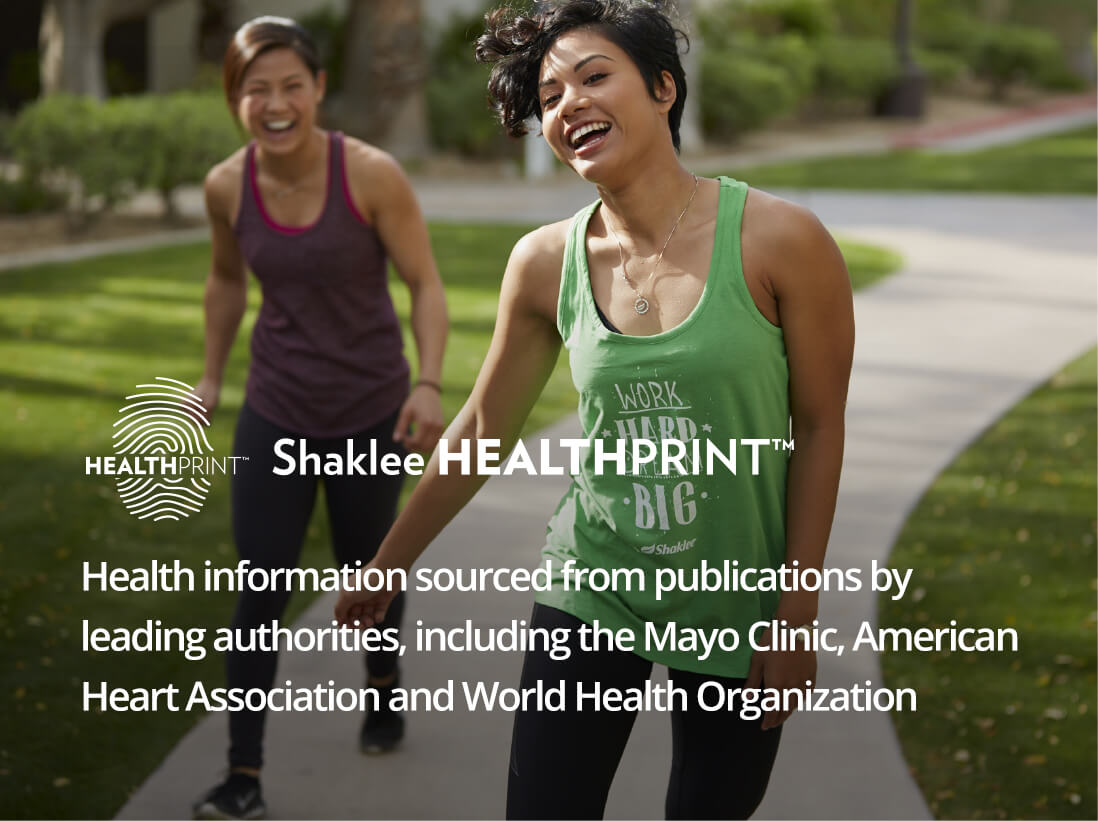 WORK
HARD
DREAM
BIG
Shaklee
HEALTHPRINT™
Shaklee HEALTHPRINT™
Health information sourced from publications by
leading authorities, including the Mayo Clinic, American
Heart Association and World Health Organization